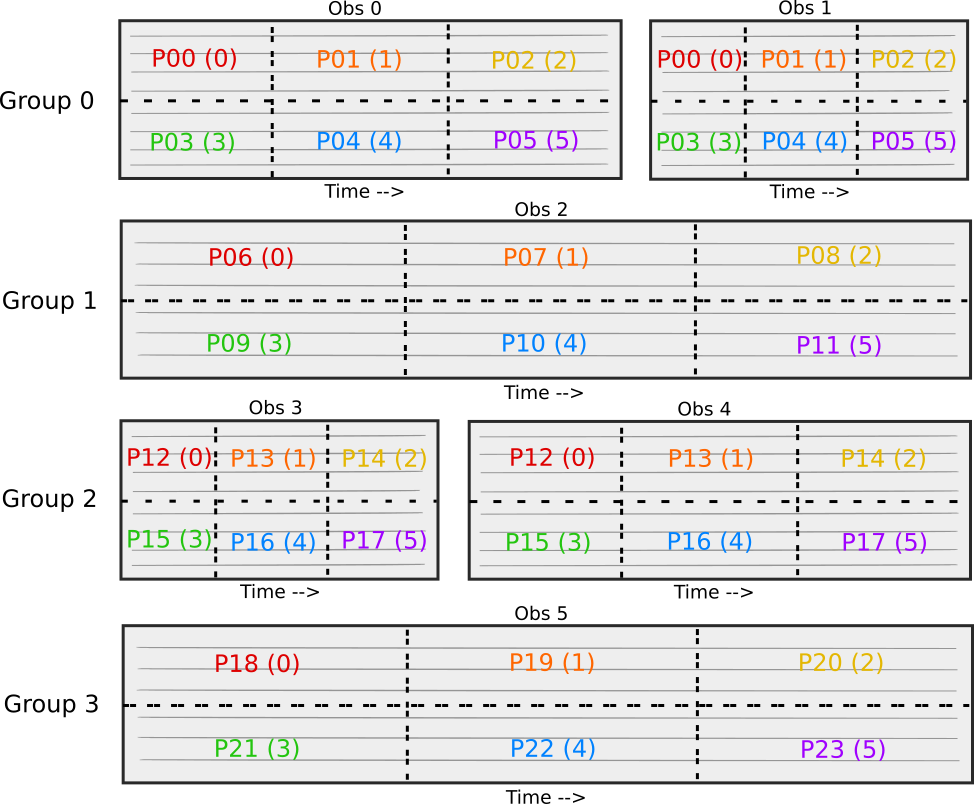 Obs 0 Obs 1
P00 (0) P01 (1) P02 (2) P00 (0) P01 (1) P02 (2)
Group 0
P03 (3) P04 (4) P05 (5) P03 (3) P04 (4) P05 (5)
Time --> Time -->
Obs 2
P06 (0) P07 (1) P08 (2)
Group 1
P09 (3) P10 (4) P11 (5)
Time -->
Obs 3 Obs 4
P12 (0) P13 (1) P14 (2) P12 (0) P13 (1) P14 (2)
Group 2
P15 (3) P16 (4) P17 (5) P15 (3) P16 (4) P17 (5)
Time --> Time -->
Obs 5
P18 (0) P19 (1) P20 (2)
Group 3
P21 (3) P22 (4) P23 (5)
Time -->